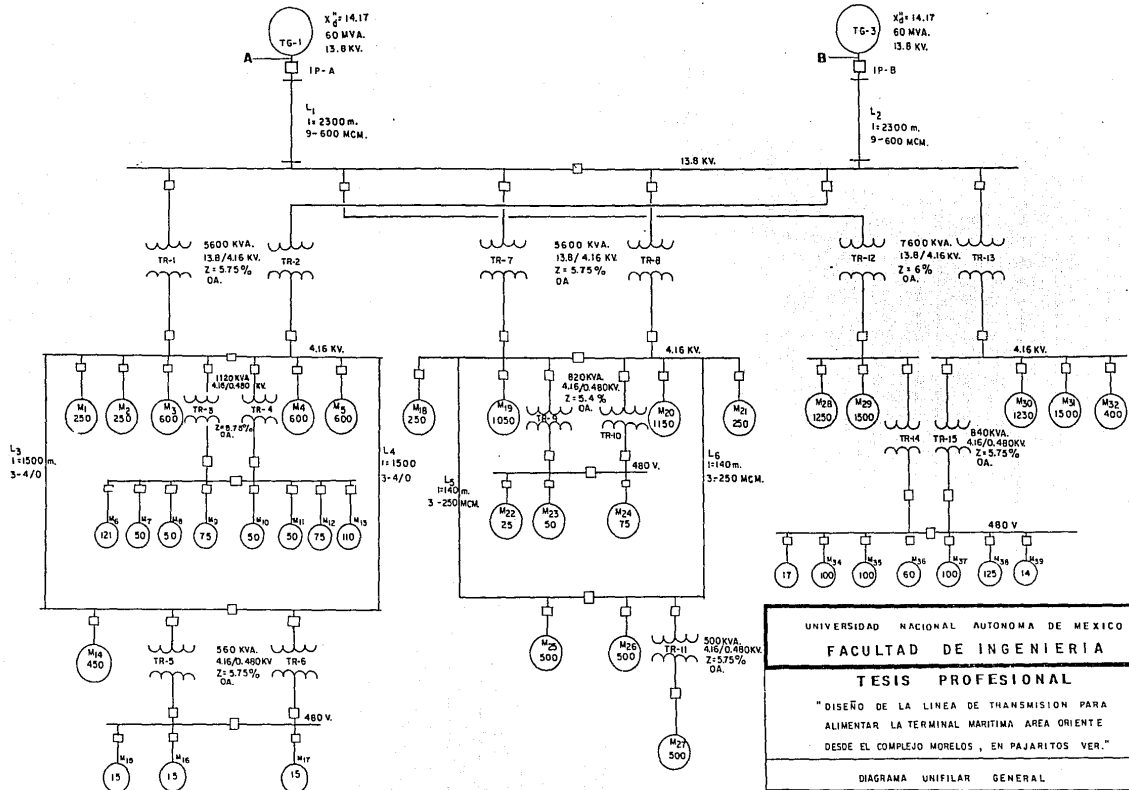 X"d = 14.17
60 MVA.
13.8 KV.
TG-1
A
IP-A
L1
l = 2300 m.
9-600 MCM.
X"d = 14.17
60 MVA.
13.8 KV.
TG-3
B
IP-B
L2
l = 2300 m.
9-600 MCM.
13.8 KV.
TR-1
5600 KVA.
13.8/4.16 KV.
Z = 5.75%
OA.
TR-2
TR-7
5600 KVA.
13.8/4.16 KV.
Z = 5.75%
OA.
TR-8
TR-12
7600 KVA.
13.8/4.16 KV.
Z = 6%
OA.
TR-13
4.16 KV.
4.16 KV.
4.16 KV.
M1 250
M2 250
M3 600
1120 KVA
4.16/0.480 KV.
TR-3
TR-4
Z=5.75%
OA.
M4 600
M5 600
M18 250
M19 1050
820 KVA.
4.16/0.480 KV.
Z = 5.4%
OA.
TR-9
TR-10
M20 1150
M21 250
M28 1250
M29 1500
TR-14
TR-15
840 KVA.
4.16/0.480 KV.
Z = 5.75%
OA.
M30 1230
M31 1500
M32 400
L3
l = 1500 m.
3-4/0
L4
l = 1500
3-4/0
M6 121
M7 50
M8 50
M9 75
M10 50
M11 50
M12 75
M13 110
L5
l=140 m.
3-250 MCM.
480 V.
M22 25
M23 50
M24 75
L6
l=140 m.
3-250 MCM.
480 V
17
M34 100
M35 100
M36 60
M37 100
M38 125
M39 14
M14 450
TR-5
560 KVA.
4.16/0.480KV
Z = 5.75%
OA.
TR-6
M25 500
M26 500
TR-11
500 KVA.
4.16/0.480KV.
Z=5.75%
OA.
M27 500
480 V.
M15 15
M16 15
M17 15
UNIVERSIDAD NACIONAL AUTONOMA DE MEXICO
FACULTAD DE INGENIERIA
TESIS PROFESIONAL
"DISEÑO DE LA LINEA DE TRANSMISION PARA
ALIMENTAR LA TERMINAL MARITIMA AREA ORIENTE
DESDE EL COMPLEJO MORELOS, EN PAJARITOS VER."
DIAGRAMA UNIFILAR GENERAL